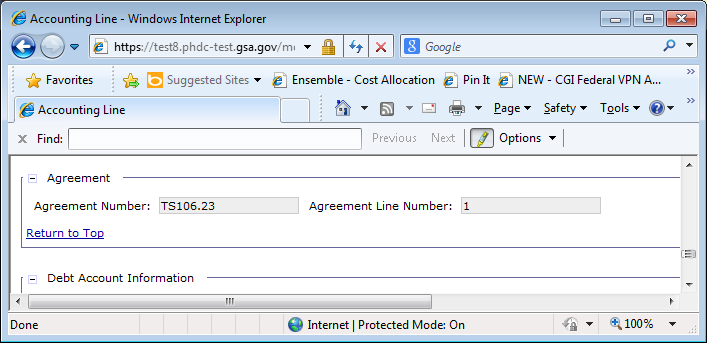 Accounting Line - Windows Internet Explorer
https://test8.phdc-test.gsa.gov/m
Google
Favorites Suggested Sites Ensemble - Cost Allocation Pin It NEW - CGI Federal VPN A...
Accounting Line Page Safety Tools
x Find: Previous Next Options
Agreement
Agreement Number: TS106.23 Agreement Line Number: 1
Return to Top
Debt Account Information
Done Internet | Protected Mode: On 100%